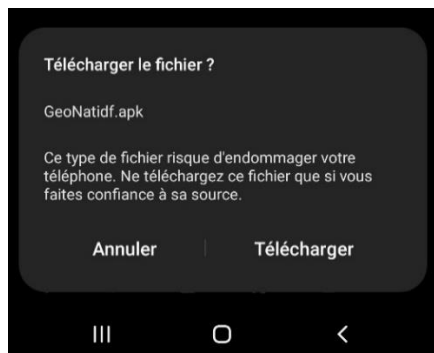 Télécharger le fichier ?
GeoNatidf.apk
Ce type de fichier risque d'endommager votre
téléphone. Ne téléchargez ce fichier que si vous
faites confiance à sa source.
Annuler
Télécharger